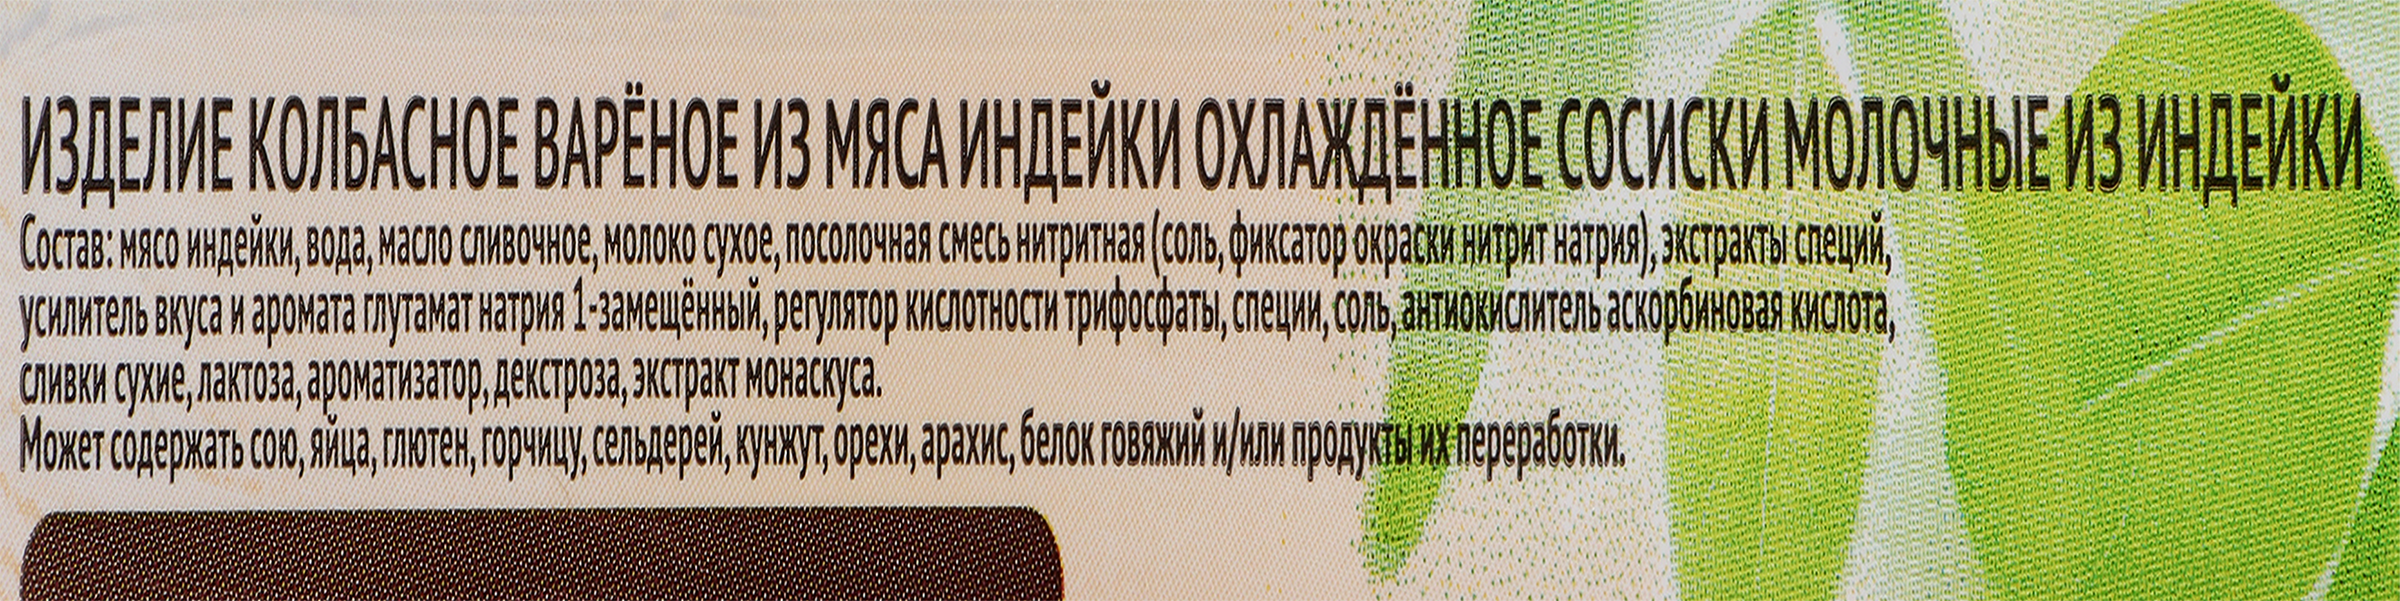 ИЗДЕЛИЕ КОЛБАСНОЕ ВАРЁНОЕ ИЗ МЯСА ИНДЕЙКИ ОХЛАЖДЁННОЕ СОСИСКИ МОЛОЧНЫЕ ИЗ ИНДЕЙКИ
Состав: мясо индейки, вода, масло сливочное, молоко сухое, посолочная смесь нитритная (соль, фиксатор окраски нитрит натрия), экстракты специй,
усилитель вкуса и аромата глутамат натрия 1-замещённый, регулятор кислотности трифосфаты, специи, соль, антиокислитель аскорбиновая кислота,
сливки сухие, лактоза, ароматизатор, декстроза, экстракт монаскуса.
Может содержать сою, яйца, глютен, горчицу, сельдерей, кунжут, орехи, арахис, белок говяжий и/или продукты их переработки.